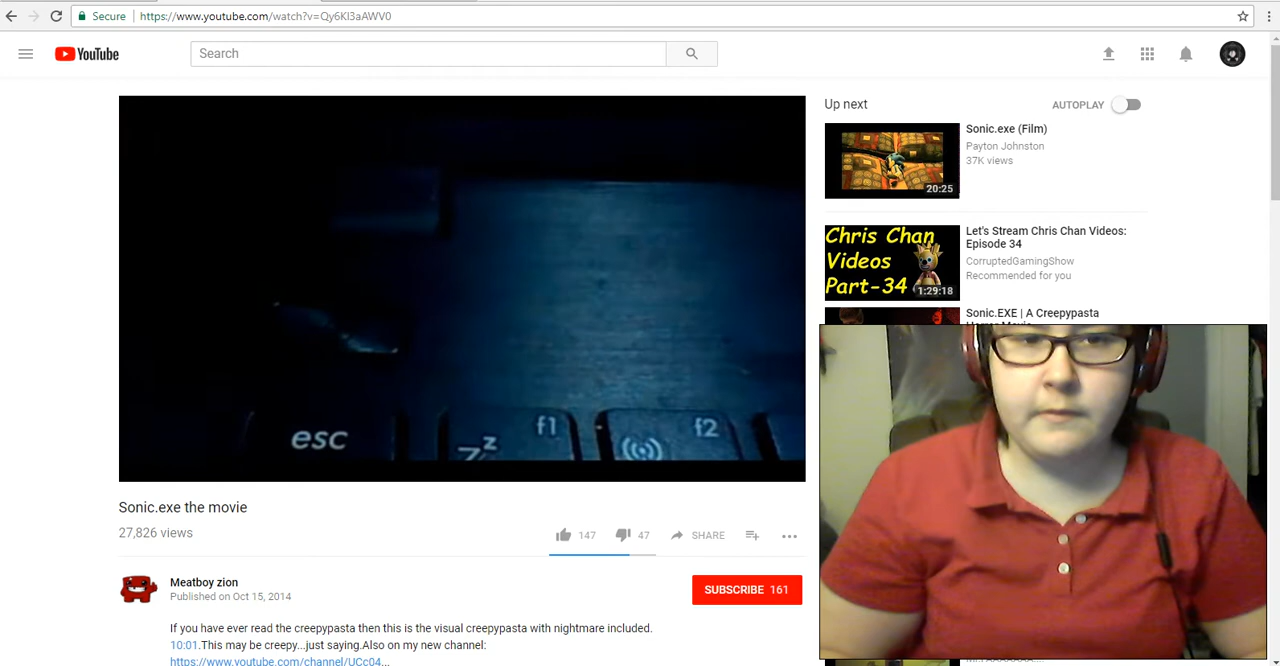 Secure https://www.youtube.com/watch?v=Qy6Kl3aAWV0
YouTube
Search
esc
zz
f1
f2
Sonic.exe the movie
27,826 views
147
47
SHARE
Meatboy zion
Published on Oct 15, 2014
SUBSCRIBE 161
If you have ever read the creepypasta then this is the visual creepypasta with nightmare included.
10:01.This may be creepy...just saying.Also on my new channel:
https://www.youtube.com/channel/UCc04...
Up next
AUTOPLAY
20:25
Sonic.exe (Film)
Payton Johnston
37K views
Chris Chan
Videos
Part-34
1:29:18
Let's Stream Chris Chan Videos:
Episode 34
CorruptedGamingShow
Recommended for you
Sonic.EXE | A Creepypasta